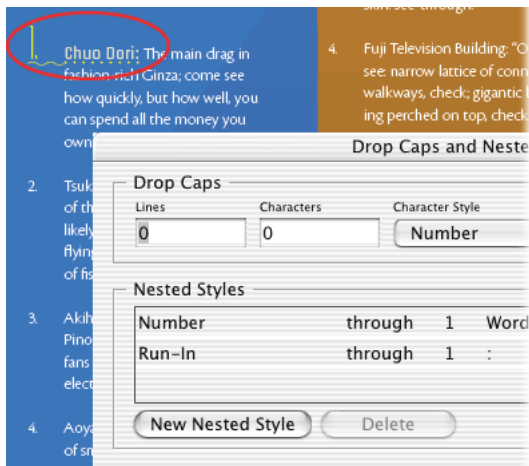 1.
Chuo Dori: The main drag in
fashion-rich Ginza; come see
how quickly, but how well, you
can spend all the money you
own
2. Tsuk
of th
likely
flying
of fis
3. Akih
Pino
fans
elect
4. Aoya
of sm
skin: see through.
4. Fuji Television Building: "O
see: narrow lattice of conn
walkways, check; gigantic
ing perched on top, check
Drop Caps and Neste
Drop Caps
Lines Characters Character Style
0 0 Number
Nested Styles
Number through 1 Word
Run-In through 1 :
New Nested Style Delete